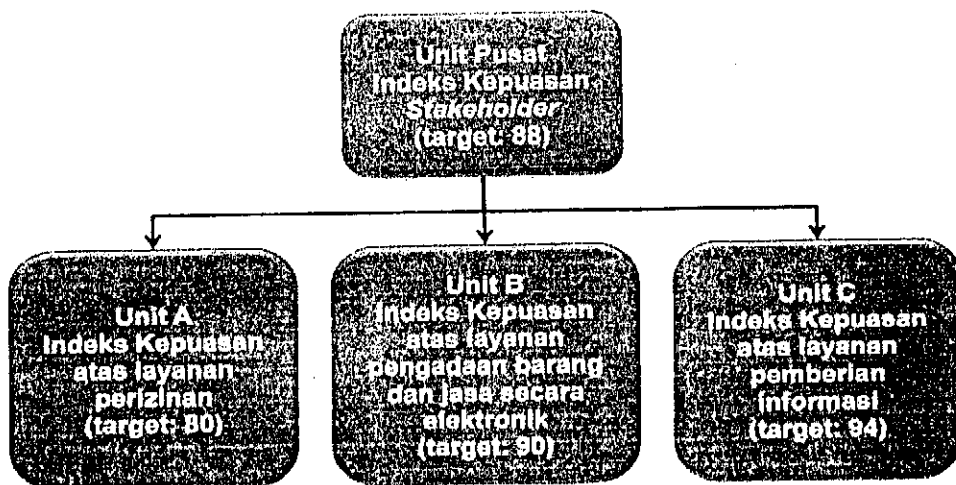 Unit Pusat
Indeks Kepuasan
Stakeholder
(target: 88)
Unit A
Indeks Kepuasan
atas layanan
perizinan
(target: 80)
Unit B
Indeks Kepuasan
atas layanan
pengadaan barang
dan jasa secara
elektronik
(target: 90)
Unit C
Indeks Kepuasan
atas layanan
pemberian
informasi
(target: 94)